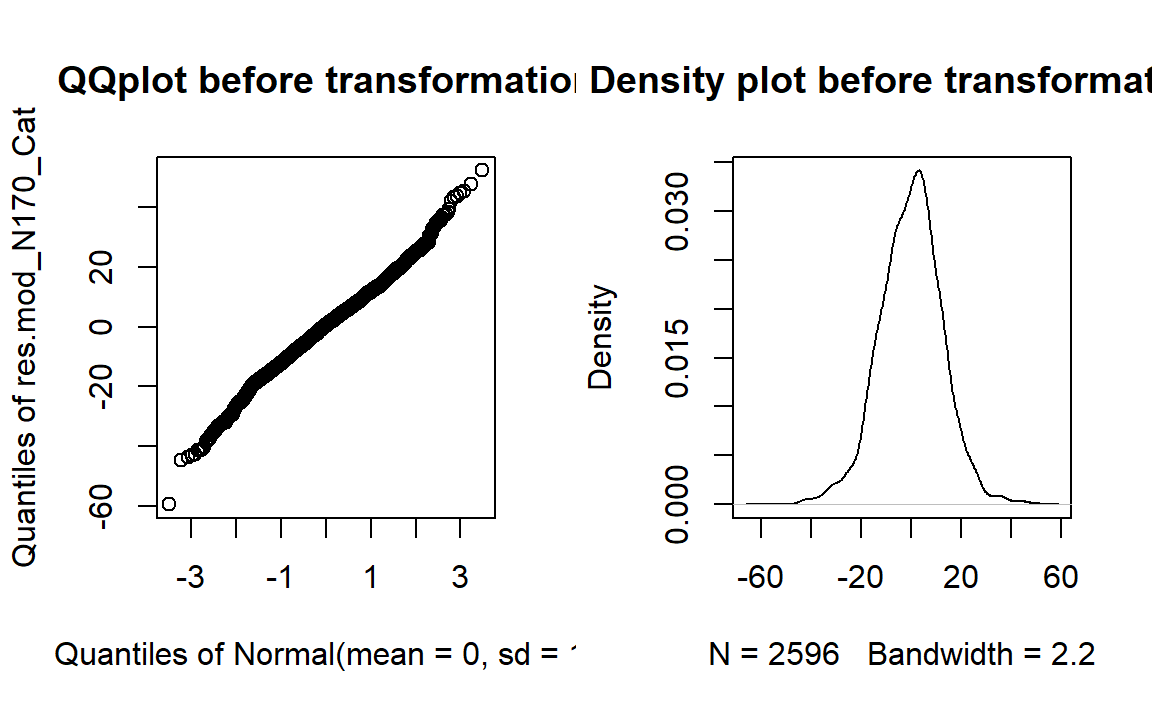 QQplot before transformatio
Quantiles of res.mod_N170_Cat
20
0
-20
-60
-3
-1
1
3
Quantiles of Normal(mean = 0, sd =
Density plot before transformat
Density
0.030
0.015
0.000
-60
-20
20
60
N = 2596 Bandwidth = 2.2